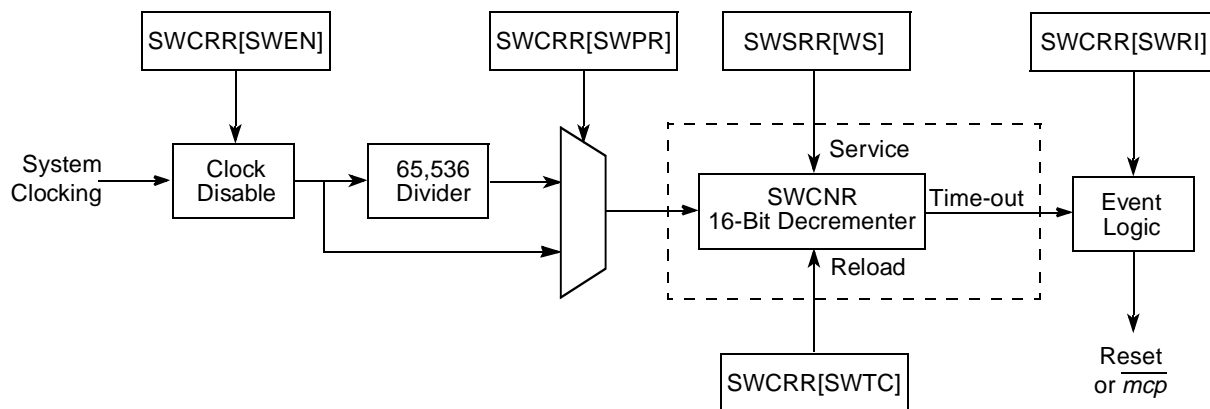 SWCRR[SWEN]
SWCRR[SWPR]
SWSRR[WS]
SWCRR[SWRI]
System
Clocking
Clock
Disable
65,536
Divider
Service
SWCNR
16-Bit Decrementer
Reload
Time-out
Event
Logic
SWCRR[SWTC]
Reset
or mcp